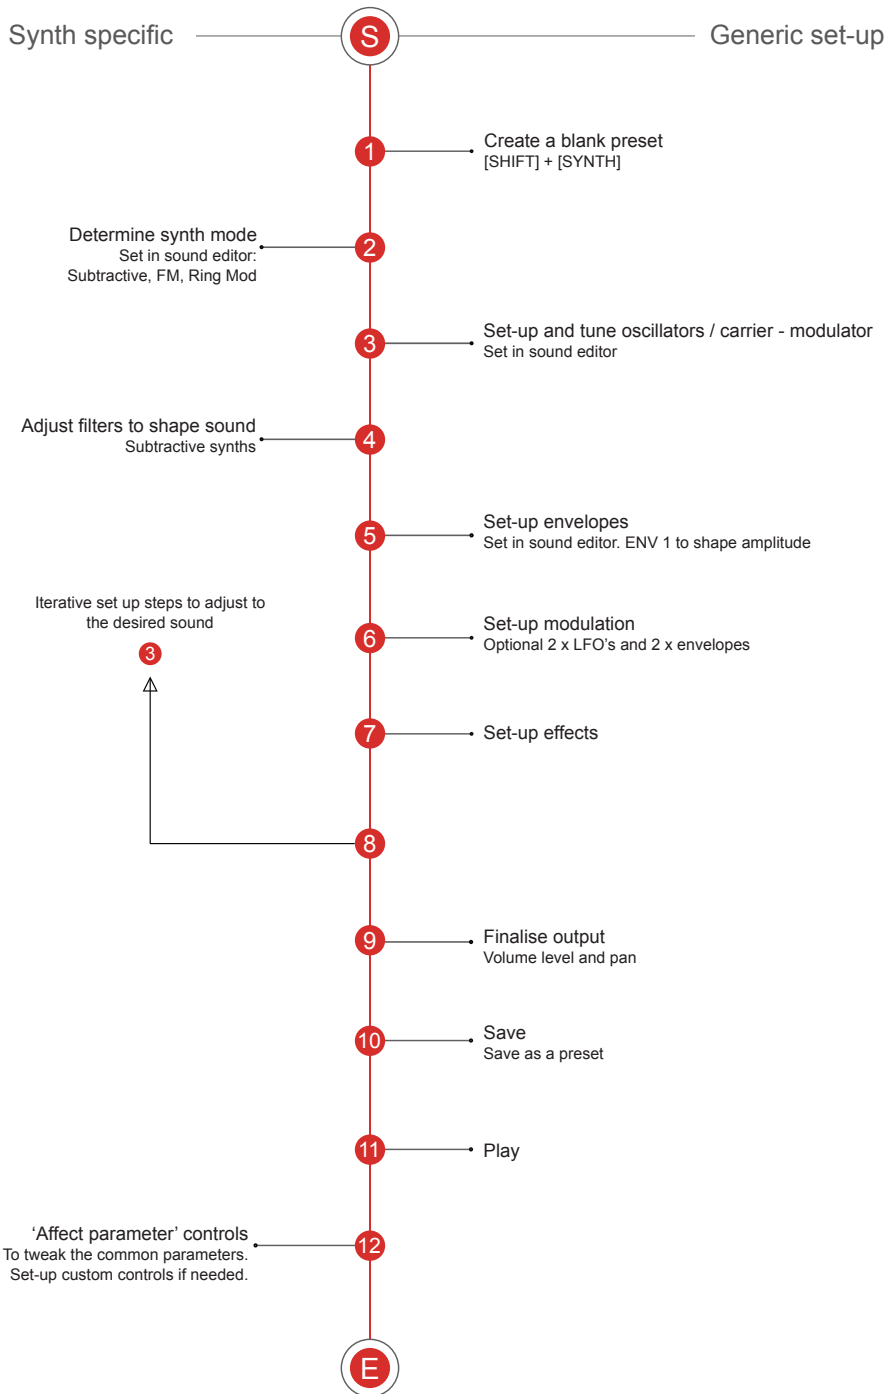 Synth specific
S
Generic set-up
1
Create a blank preset
[SHIFT] + [SYNTH]
Determine synth mode
Set in sound editor:
Subtractive, FM, Ring Mod
2
3
Set-up and tune oscillators / carrier - modulator
Set in sound editor
Adjust filters to shape sound
Subtractive synths
4
5
Set-up envelopes
Set in sound editor. ENV 1 to shape amplitude
Iterative set up steps to adjust to
the desired sound
3
6
Set-up modulation
Optional 2 x LFO's and 2 x envelopes
7
Set-up effects
8
9
Finalise output
Volume level and pan
10
Save
Save as a preset
11
Play
‘Affect parameter’ controls
To tweak the common parameters.
Set-up custom controls if needed.
12
E